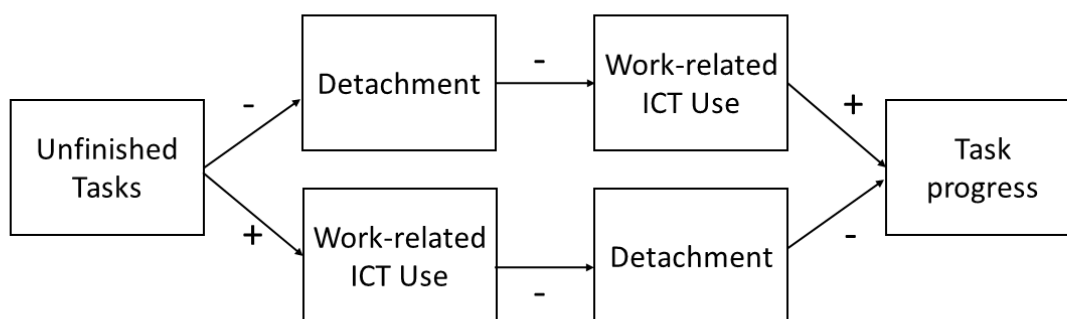 Unfinished
Tasks
-
+
Detachment
-
Work-related
ICT Use
+
Work-related
ICT Use
-
Detachment
-
Task
progress